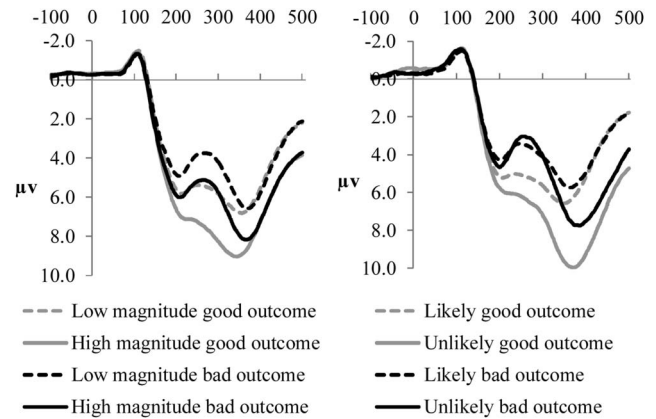 -100 0 100 200 300 400 500
-2.0
0.0
2.0
4.0
μv
6.0
8.0
10.0
Low magnitude good outcome
High magnitude good outcome
Low magnitude bad outcome
High magnitude bad outcome
-100 0 100 200 300 400 500
-2.0
0.0
2.0
4.0
μv
6.0
8.0
10.0
Likely good outcome
Unlikely good outcome
Likely bad outcome
Unlikely bad outcome